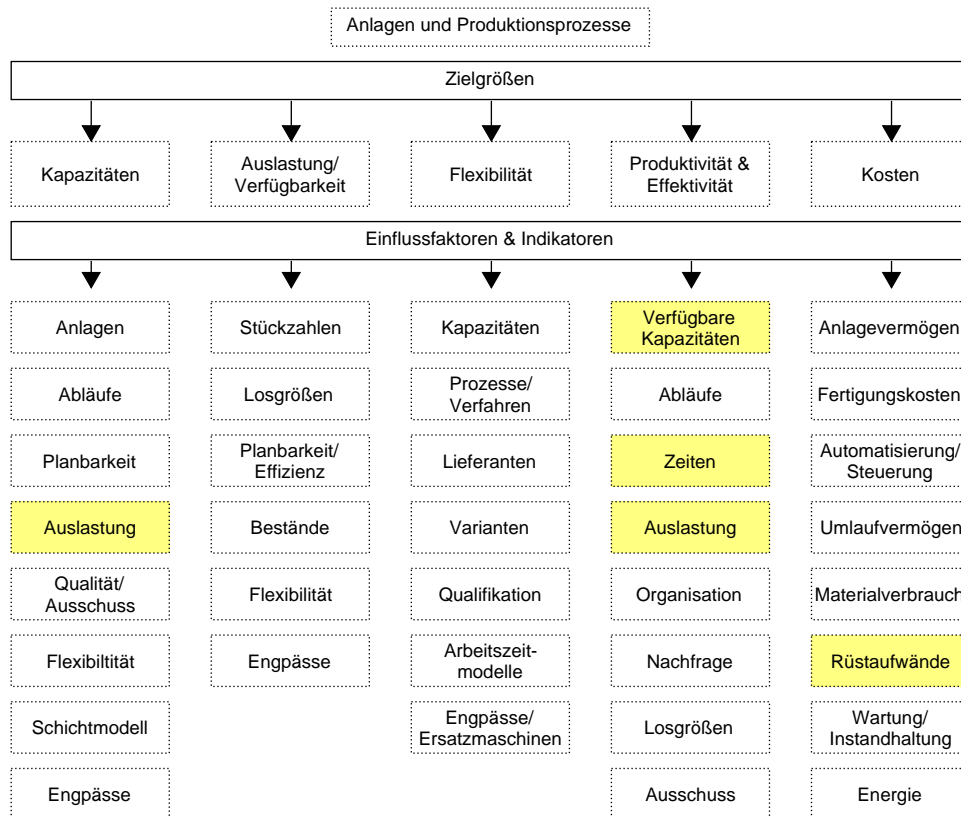 Anlagen und Produktionsprozesse
Zielgrößen
Kapazitäten
Auslastung/
Verfügbarkeit
Flexibilität
Produktivität &
Effektivität
Kosten
Einflussfaktoren & Indikatoren
Anlagen
Stückzahlen
Kapazitäten
Verfügbare
Kapazitäten
Anlagevermögen
Abläufe
Losgrößen
Prozesse/
Verfahren
Abläufe
Fertigungskosten
Planbarkeit
Planbarkeit/
Effizienz
Lieferanten
Zeiten
Automatisierung/
Steuerung
Auslastung
Bestände
Varianten
Auslastung
Umlaufvermögen
Qualität/
Ausschuss
Flexibilität
Qualifikation
Organisation
Materialverbrauch
Flexibiltität
Engpässe
Arbeitszeit-
modelle
Nachfrage
Rüstaufwände
Schichtmodell
Engpässe/
Ersatzmaschinen
Losgrößen
Wartung/
Instandhaltung
Engpässe
Ausschuss
Energie